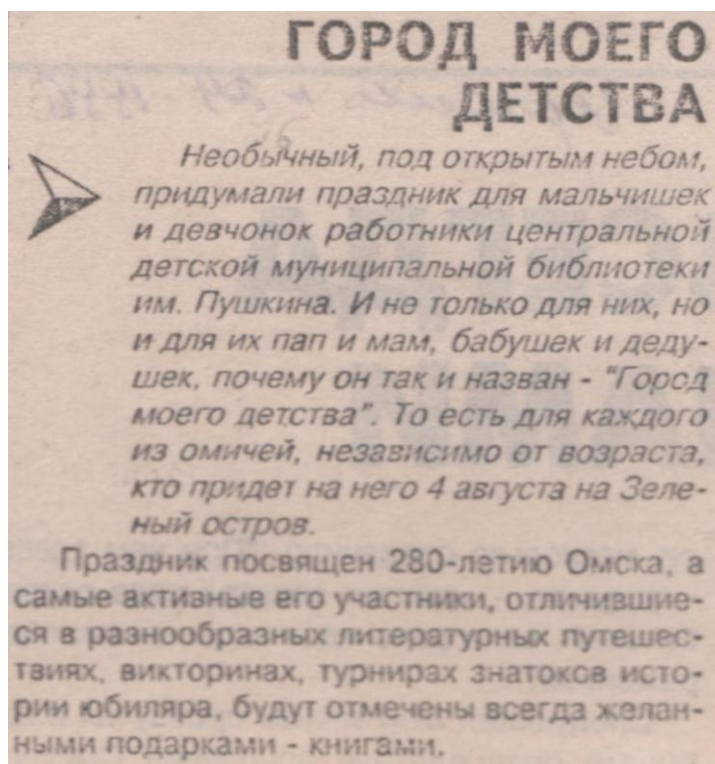 ГОРОД МОЕГО
ДЕТСТВА
Необычный, под открытым небом,
придумали праздник для мальчишек
и девчонок работники центральной
детской муниципальной библиотеки
им. Пушкина. И не только для них, но
и для их пап и мам, бабушек и деду-
шек, почему он так и назван - "Город
моего детства". То есть для каждого
из омичей, независимо от возраста,
кто придет на него 4 августа на Зеле-
ный остров.
Праздник посвящен 280-летию Омска, а
самые активные его участники, отличившие-
ся в разнообразных литературных путешес-
твиях, викторинах, турнирах знатоков исто-
рии юбиляра, будут отмечены всегда желан-
ными подарками - книгами.